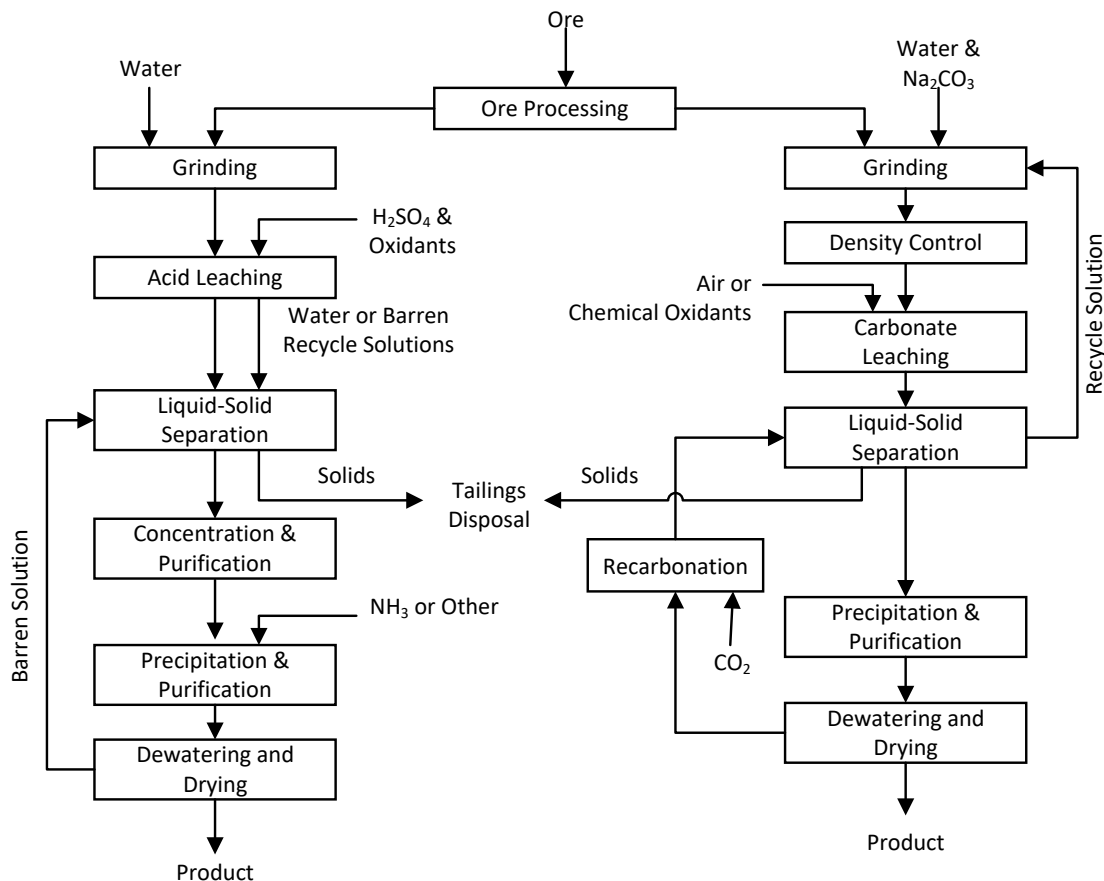 Ore
Water
Water &
Na₂CO₃
Ore Processing
Grinding
Grinding
H₂SO₄ &
Oxidants
Density Control
Acid Leaching
Air or
Chemical Oxidants
Water or Barren
Recycle Solutions
Carbonate
Leaching
Recycle Solution
Liquid-Solid
Separation
Liquid-Solid
Separation
Solids
Tailings
Disposal
Solids
Concentration &
Purification
Recarbonation
Barren Solution
NH₃ or Other
CO₂
Precipitation &
Purification
Precipitation &
Purification
Dewatering and
Drying
Dewatering and
Drying
Product
Product